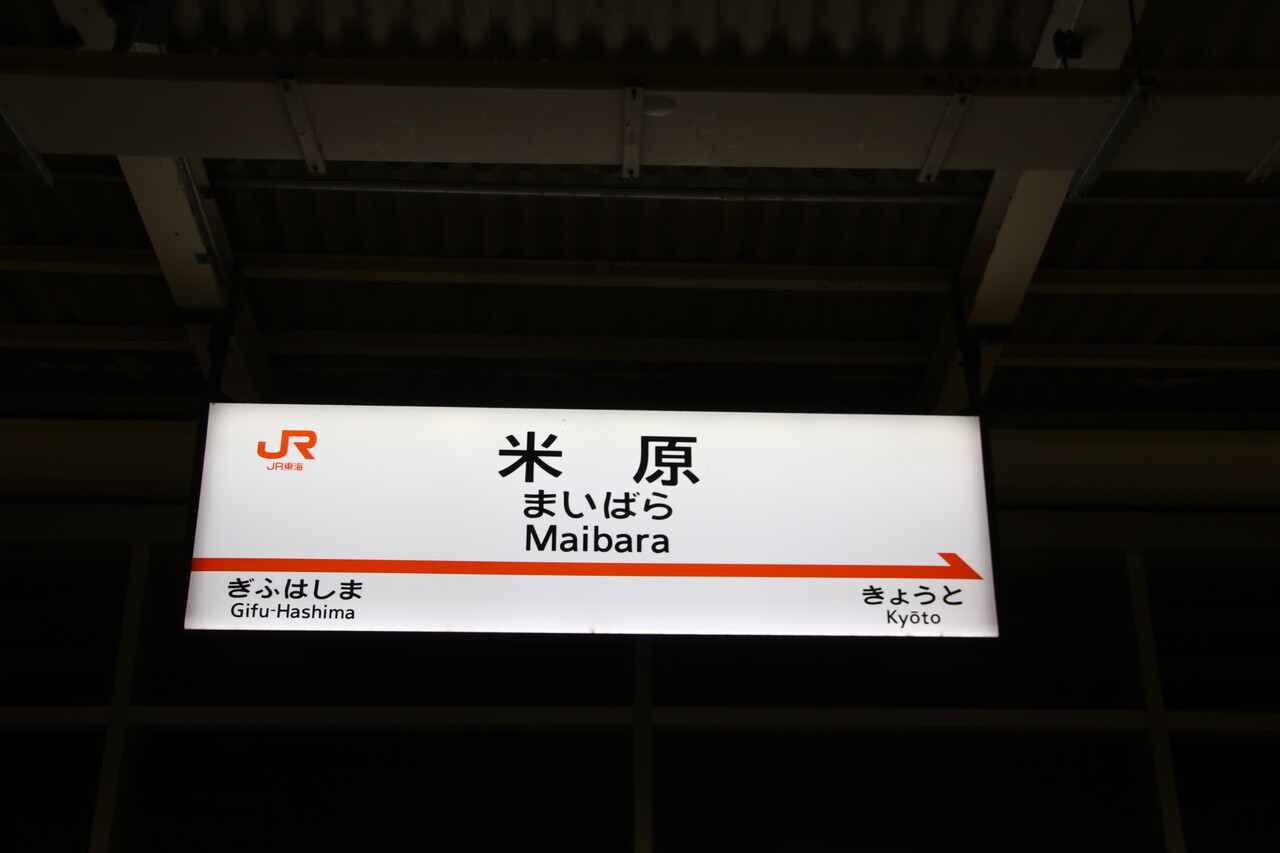 JR
JR東海
米原
まいばら
Maibara
ぎふはしま
Gifu-Hashima
きょうと
Kyōto